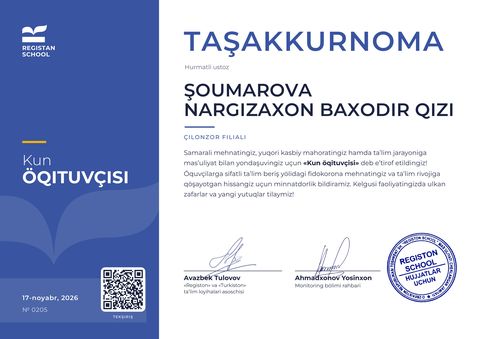 REGISTAN
SCHOOL
TAŞAKKURNOMA
Hurmatli ustoz
ŞOUMAROVA
NARGIZAXON BAXODIR QIZI
ÇILONZOR FILIALI
Samarali mehnatingiz, yuqori kasbiy mahoratingiz hamda ta’lim jarayoniga
mas’uliyat bilan yondaşuvingiz uçun «Kun öqituvçisi» deb e’tirof etildingiz!
Öquvçilarga sifatli ta’lim beriş yölidagi fidokorona mehnatingiz va ta’lim rivojiga
qöşayotgan hissangiz uçun minnatdorlik bildiramiz. Kelgusi faoliyatingizda ulkan
zafarlar va yangi yutuqlar tilaymiz!
Kun
ÖQITUVÇISI
17-noyabr, 2026
№ 0205
TEKŞIRIŞ
Avazbek Tulovov
«Registon» va «Turkiston»
ta’lim loyihalari asosçisi
Ahmadxonov Yosinxon
Monitoring bölimi rahbari
REGISTON
SCHOOL
HUJJATLAR
UCHUN